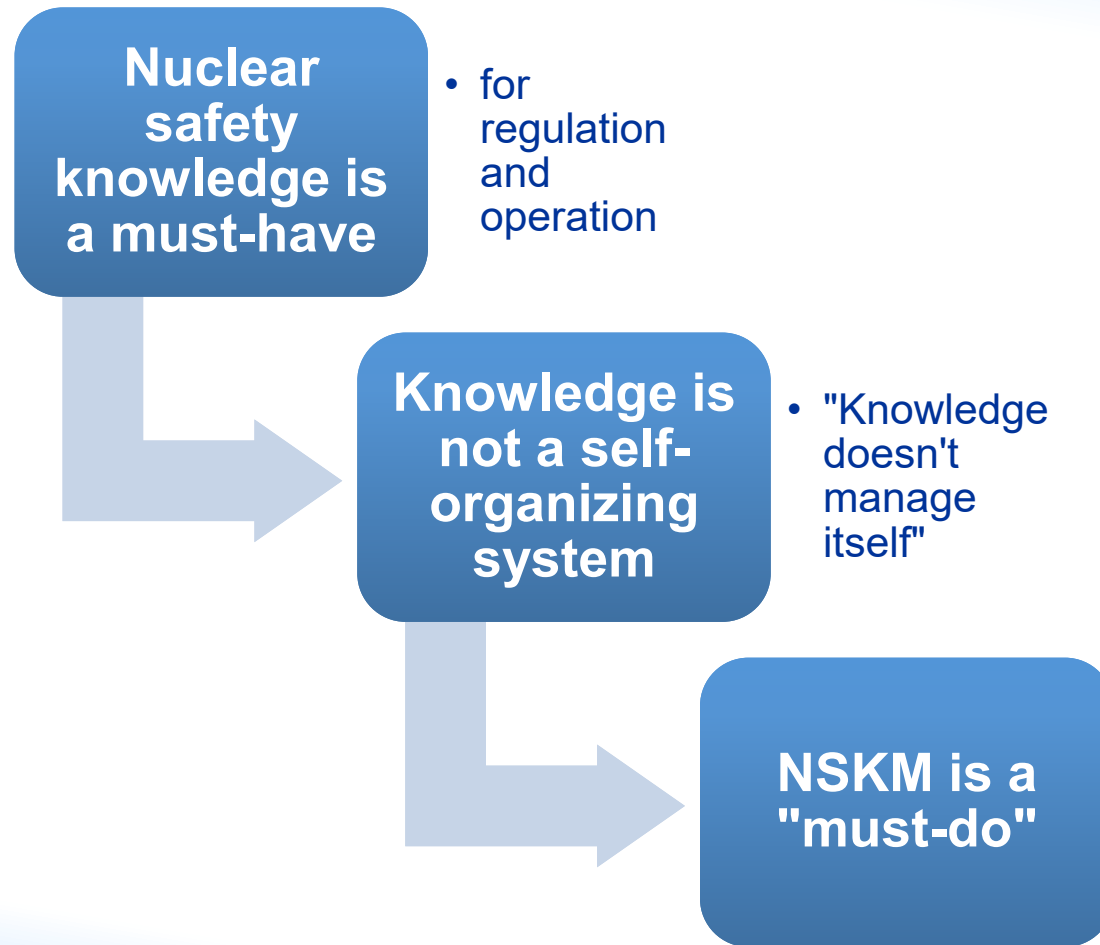 Nuclear
safety
knowledge is
a must-have
• for
regulation
and
operation
Knowledge is
not a self-
organizing
system
• "Knowledge
doesn't
manage
itself"
NSKM is a
"must-do"